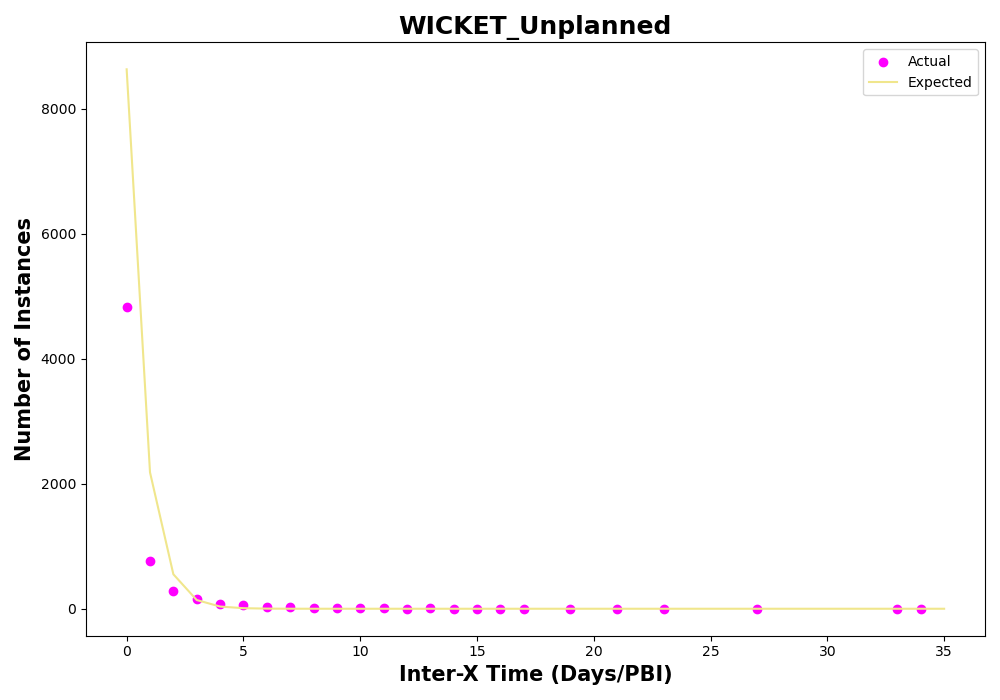 WICKET_Unplanned
Actual
Expected
Number of Instances
8000
6000
4000
2000
0
0 5 10 15 20 25 30 35
Inter-X Time (Days/PBI)